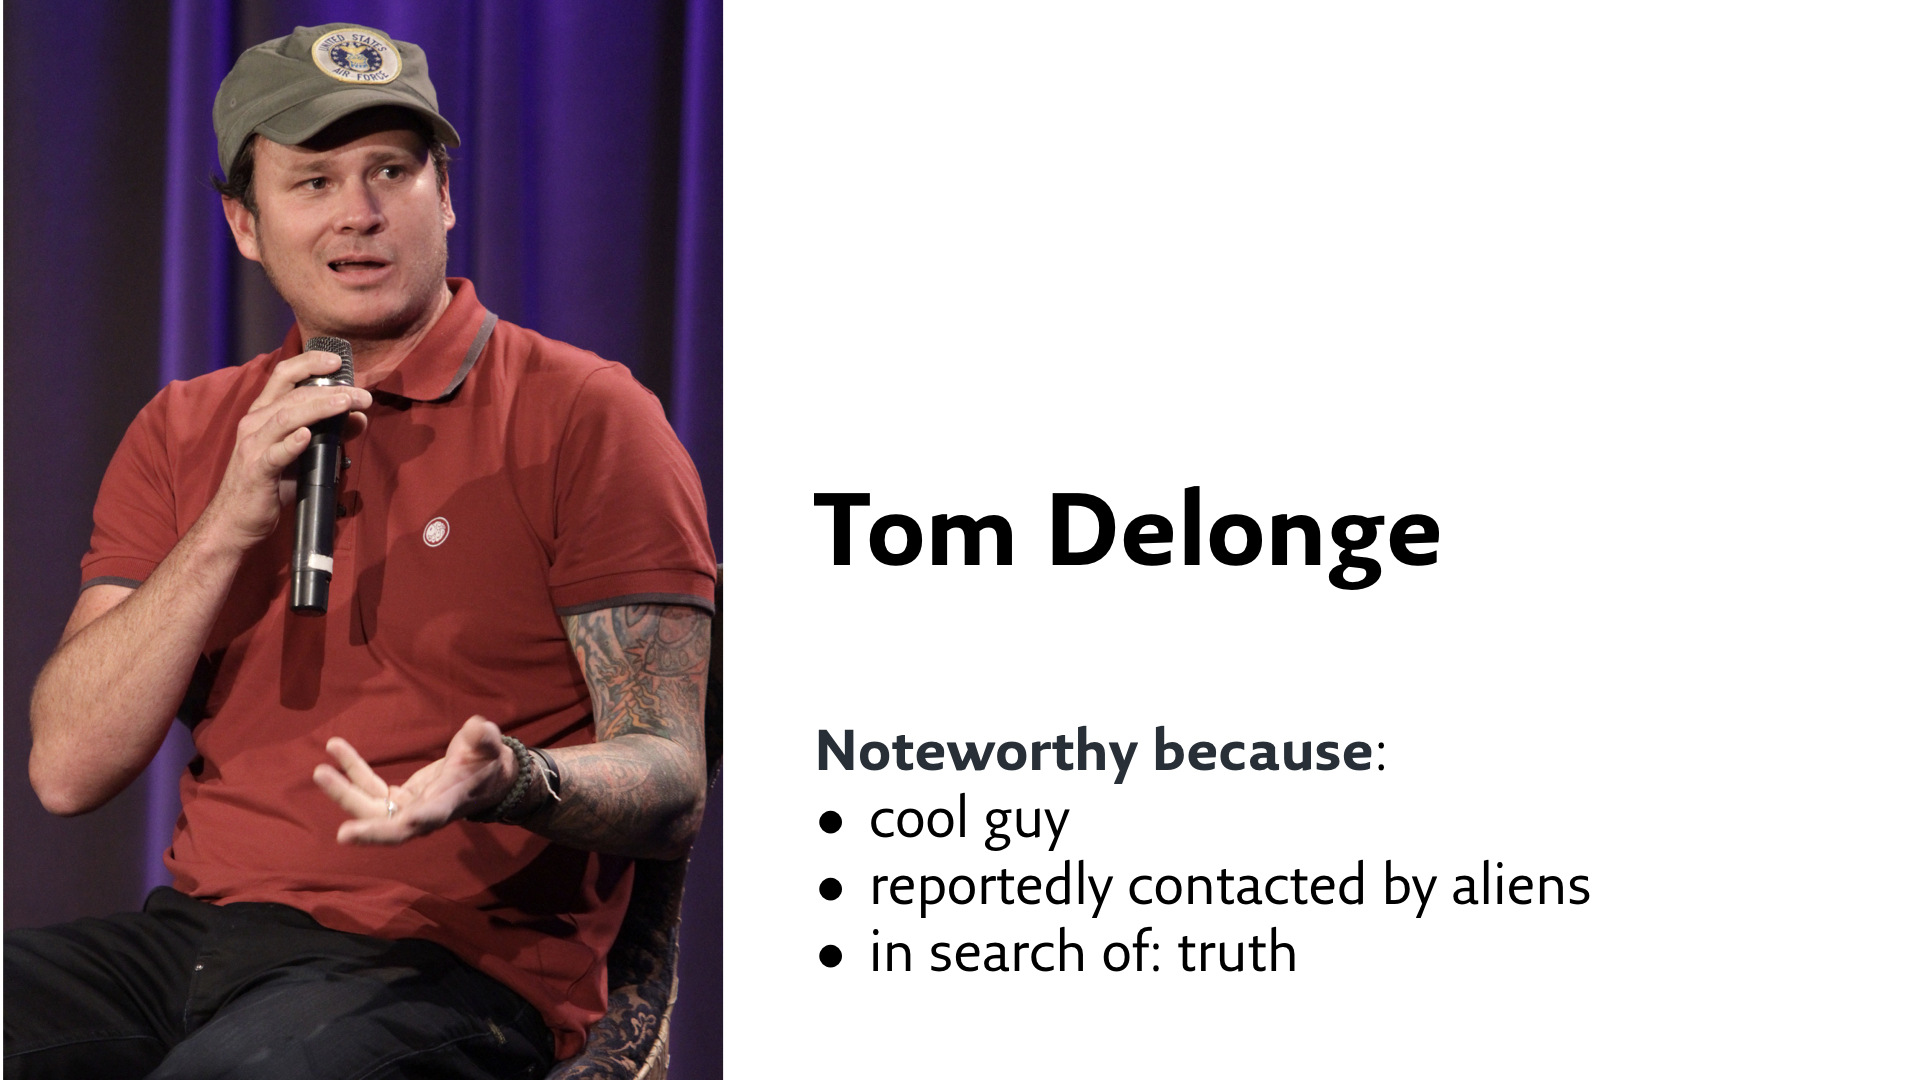 UNITED STATES
AIR FORCE
Tom Delonge
Noteworthy because:
● cool guy
● reportedly contacted by aliens
● in search of: truth